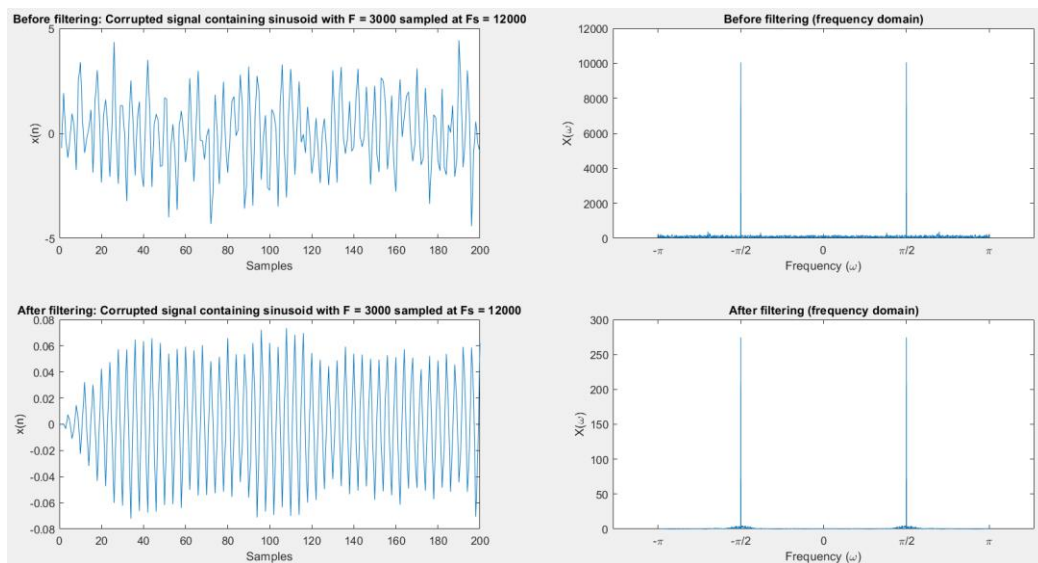 Before filtering: Corrupted signal containing sinusoid with F = 3000 sampled at Fs = 12000
5
0
-5
x(n)
0 20 40 60 80 100 120 140 160 180 200
Samples
Before filtering (frequency domain)
12000
10000
8000
6000
4000
2000
0
X(ω)
-π -π/2 0 π/2 π
Frequency (ω)
After filtering: Corrupted signal containing sinusoid with F = 3000 sampled at Fs = 12000
0.08
0.06
0.04
0.02
0
-0.02
-0.04
-0.06
-0.08
x(n)
0 20 40 60 80 100 120 140 160 180 200
Samples
After filtering (frequency domain)
300
250
200
150
100
50
0
X(ω)
-π -π/2 0 π/2 π
Frequency (ω)